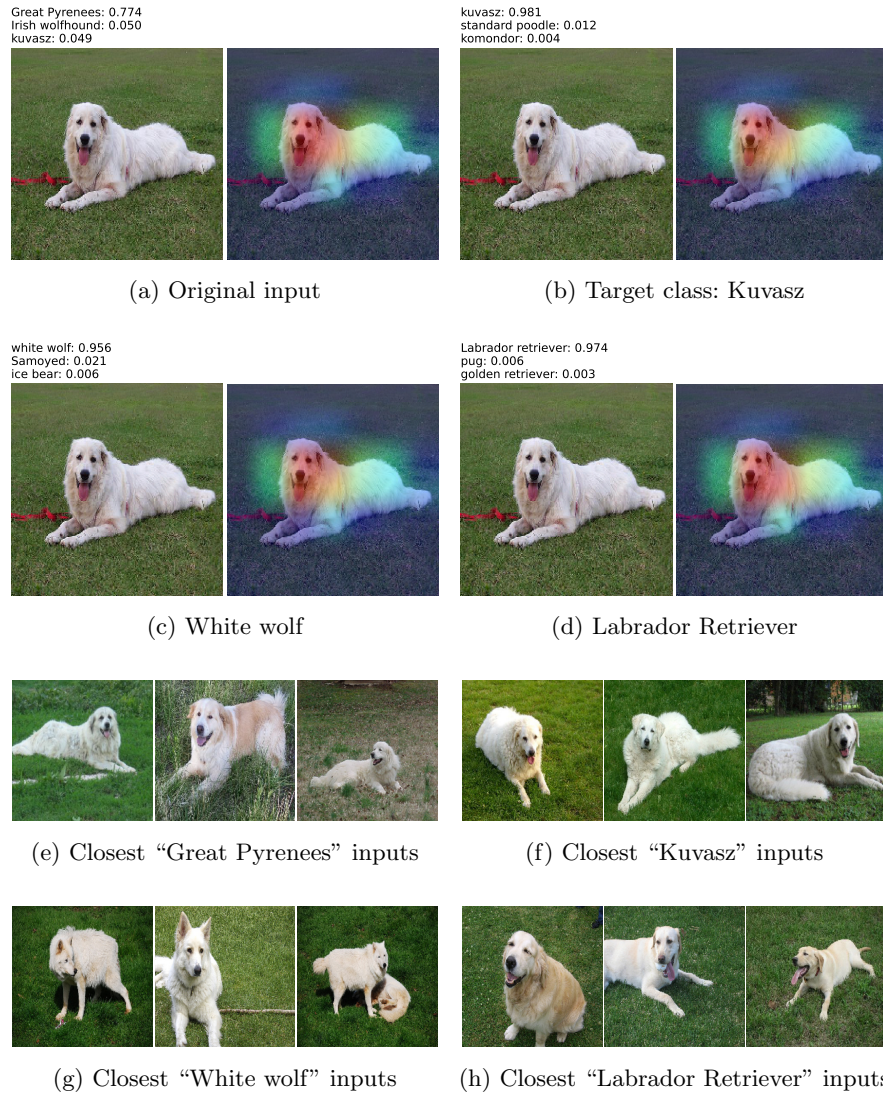 Great Pyrenees: 0.774
Irish wolfhound: 0.050
kuvasz: 0.049
kuvasz: 0.981
standard poodle: 0.012
komondor: 0.004
(a) Original input
(b) Target class: Kuvasz
white wolf: 0.956
Samoyed: 0.021
ice bear: 0.006
Labrador retriever: 0.974
pug: 0.006
golden retriever: 0.003
(c) White wolf
(d) Labrador Retriever
(e) Closest “Great Pyrenees” inputs
(f) Closest “Kuvasz” inputs
(g) Closest “White wolf” inputs
(h) Closest “Labrador Retriever” inputs